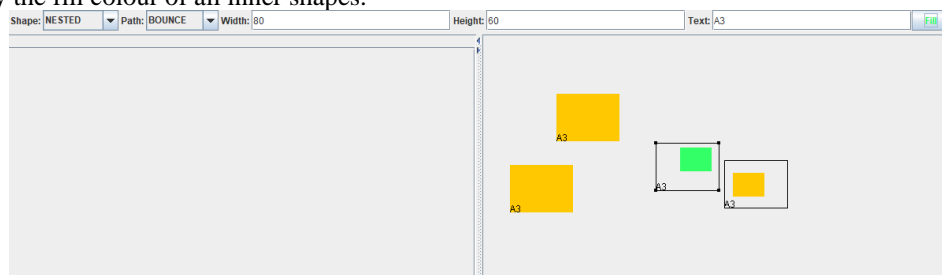 the fill colour of all inner shapes.
Shape: NESTED Path: BOUNCE Width: 80 Height: 60 Text: A3 Fill
A3
A3
A3
A3